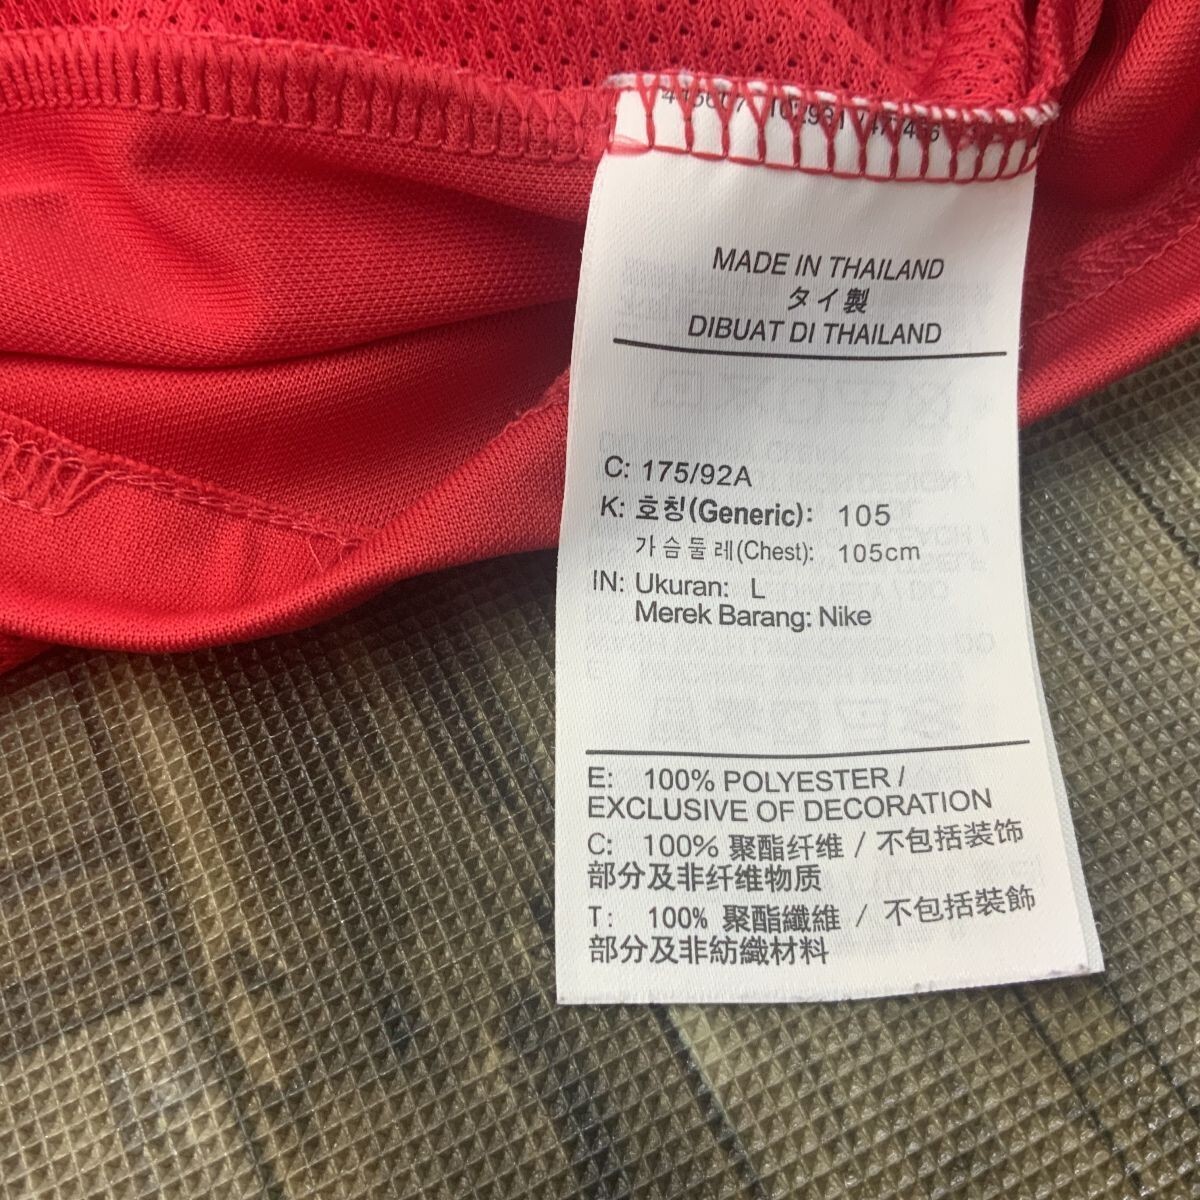 MADE IN THAILAND
タイ製
DIBUAT DI THAILAND
C: 175/92A
K: 호칭(Generic): 105
가슴둘레(Chest): 105cm
IN: Ukuran: L
Merek Barang: Nike
E: 100% POLYESTER /
EXCLUSIVE OF DECORATION
C: 100% 聚酯纤维 / 不包括装饰
部分及非纤维物质
T: 100% 聚酯纖維 / 不包括裝飾
部分及非紡織材料